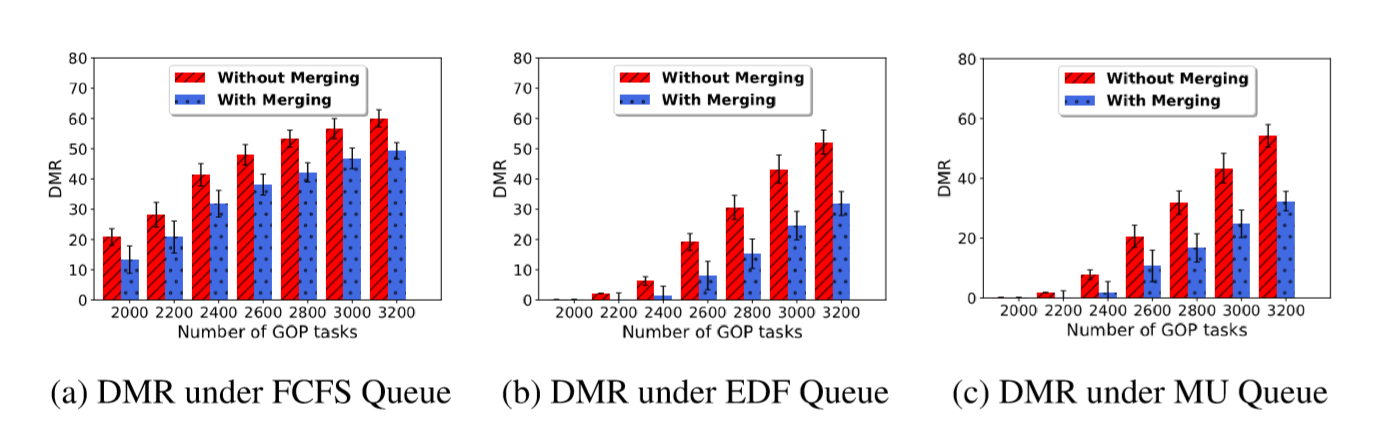 80
70
60
50
40
30
20
10
0
DMR
Without Merging
With Merging
2000 2200 2400 2600 2800 3000 3200
Number of GOP tasks
(a) DMR under FCFS Queue
80
70
60
50
40
30
20
10
0
DMR
Without Merging
With Merging
2000 2200 2400 2600 2800 3000 3200
Number of GOP tasks
(b) DMR under EDF Queue
80
60
40
20
0
DMR
Without Merging
With Merging
2000 2200 2400 2600 2800 3000 3200
Number of GOP tasks
(c) DMR under MU Queue